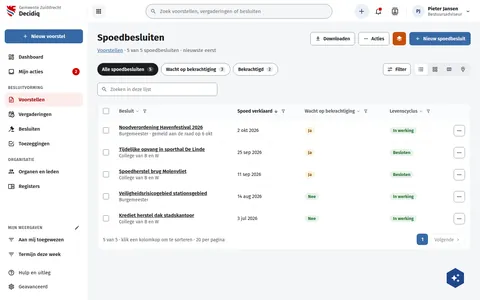 Gemeente Zuiddrecht
Decidiq
Zoek voorstellen, vergaderingen of besluiten
PJ
Pieter Jansen
Bestuursadviseur
+ Nieuw voorstel
Dashboard
Mijn acties
BESLUITVORMING
Voorstellen
Vergaderingen
Besluiten
Toezeggingen
ORGANISATIE
Organen en leden
Registers
MIJN WEERGAVEN
Aan mij toegewezen
Termijn deze week
Hulp en uitleg
Geavanceerd
Spoedbesluiten
Voorstellen · 5 van 5 spoedbesluiten · nieuwste eerst
Downloaden
Acties
+ Nieuw spoedbesluit
Alle spoedbesluiten 5
Wacht op bekrachtiging 3
Bekrachtigd 2
Filter
Zoeken in deze lijst
Besluit
Spoed verklaard
Wacht op bekrachtiging
Levenscyclus
Noodverordening Havenfestival 2026
Burgemeester · gemeld aan de raad op 6 okt
2 okt 2026
Ja
In werking
Tijdelijke opvang in sporthal De Linde
College van B en W
25 sep 2026
Ja
Besloten
Spoedherstel brug Molenvliet
College van B en W
11 sep 2026
Ja
Besloten
Veiligheidsrisicogebied stationsgebied
Burgemeester
14 aug 2026
Nee
In werking
Krediet herstel dak stadskantoor
College van B en W
3 jul 2026
Nee
In werking
5 van 5 · klik een kolomkop om te sorteren · 20 per pagina
1
Volgende